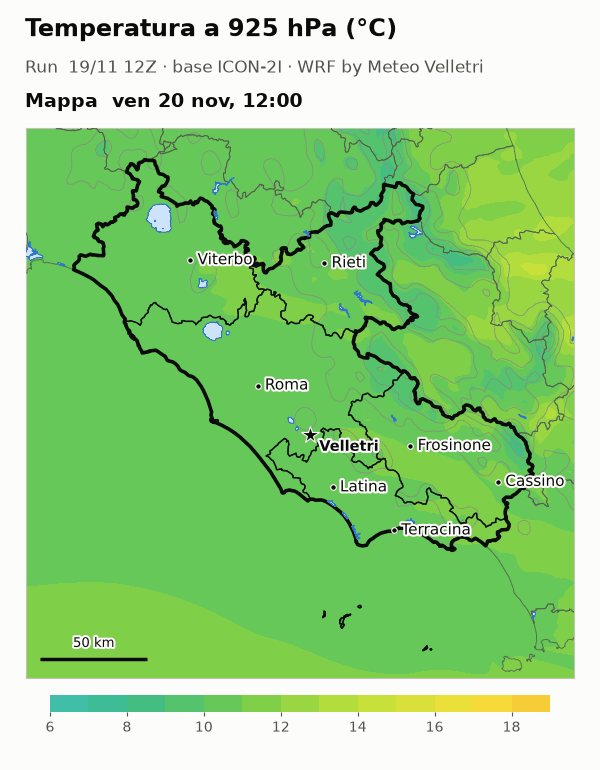 Temperatura a 925 hPa (°C)
Run  19/11 12Z · base ICON-2I · WRF by Meteo Velletri
Mappa  ven 20 nov, 12:00
Viterbo
Rieti
Roma
Velletri
Frosinone
Cassino
Latina
Terracina
50 km
6 8 10 12 14 16 18